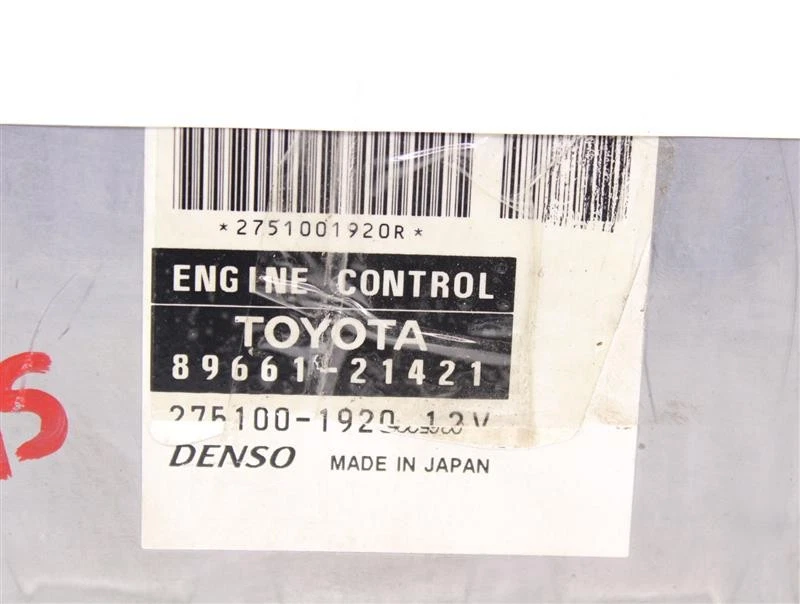 *2751001920R*
ENGINE CONTROL
TOYOTA
89661-21421
275100-1920 12V
DENSO MADE IN JAPAN